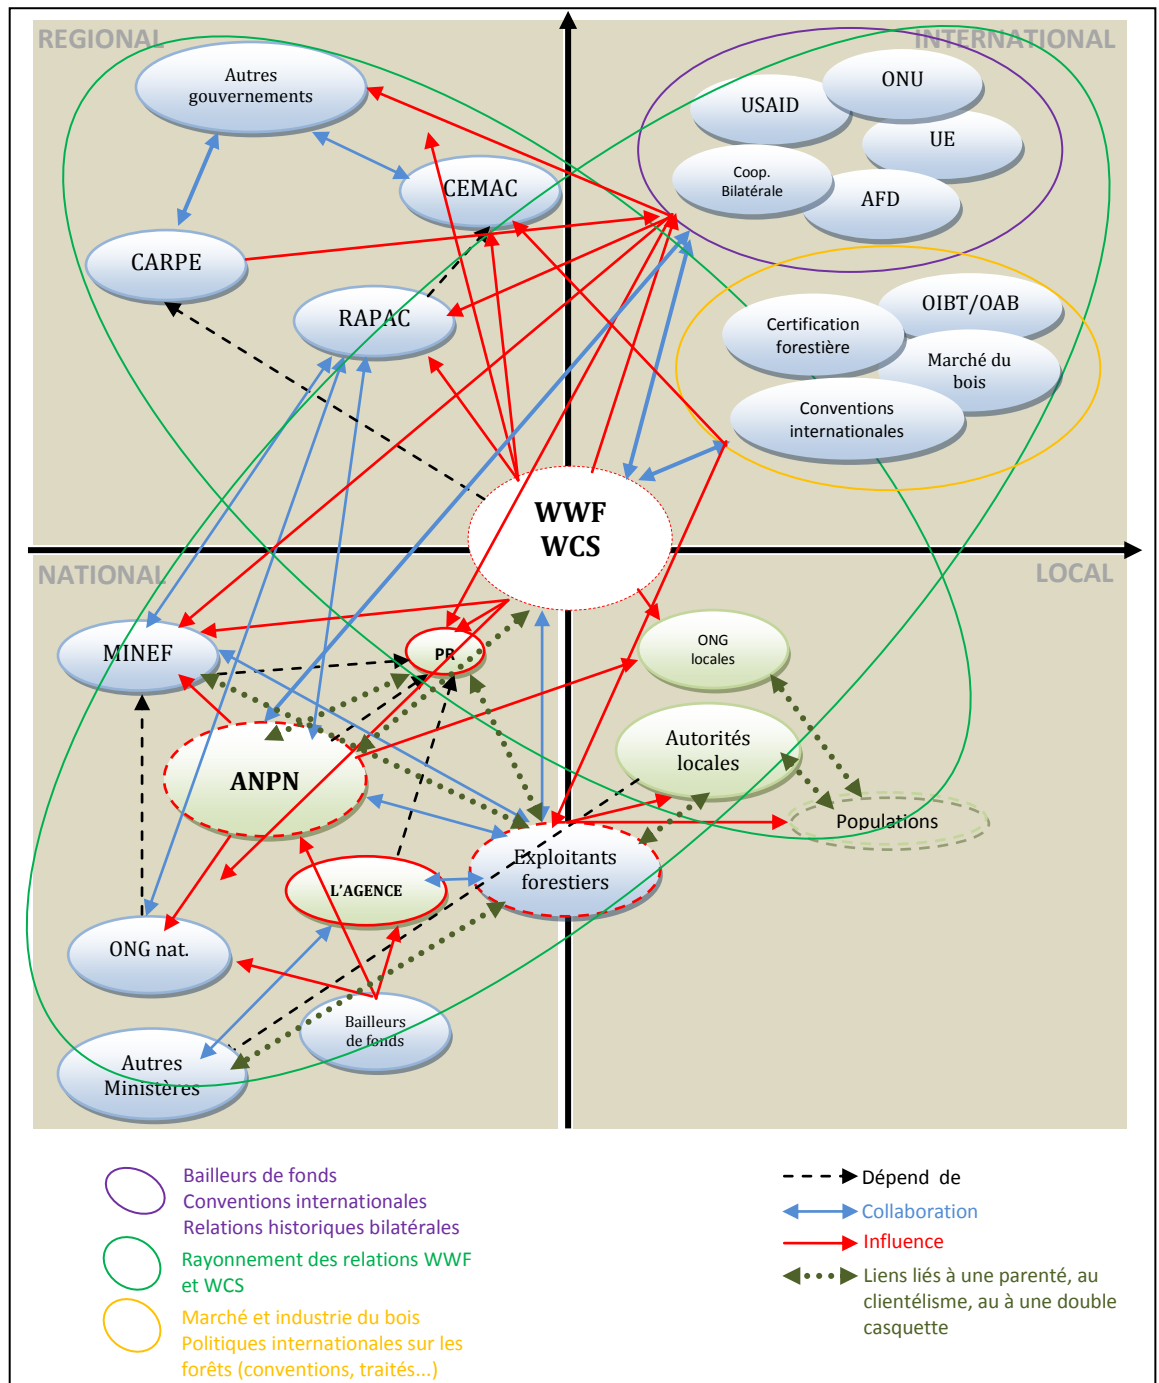 REGIONAL
INTERNATIONAL
Autres
gouvernements
CEMAC
CARPE
RAPAC
USAID
ONU
UE
Coop.
Bilatérale
AFD
OIBT/OAB
Certification
forestière
Marché du
bois
Conventions
internationales
WWF
WCS
NATIONAL
LOCAL
MINEF
PR
ONG
locales
ANPN
Autorités
locales
Populations
Exploitants
forestiers
L'AGENCE
ONG nat.
Bailleurs
de fonds
Autres
Ministères
Bailleurs de fonds
Conventions internationales
Relations historiques bilatérales
Rayonnement des relations WWF
et WCS
Marché et industrie du bois
Politiques internationales sur les
forêts (conventions, traités...)
Dépend de
Collaboration
Influence
Liens liés à une parenté, au
clientélisme, au à une double
casquette